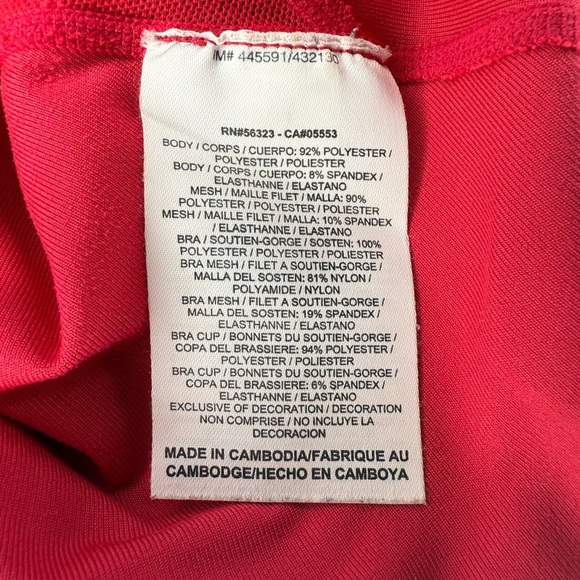 IM# 445591/432130
RN#56323 - CA#05553
BODY / CORPS / CUERPO: 92% POLYESTER /
POLYESTER / POLIESTER
BODY / CORPS / CUERPO: 8% SPANDEX /
ELASTHANNE / ELASTANO
MESH / MAILLE FILET / MALLA: 90%
POLYESTER / POLYESTER / POLIESTER
MESH / MAILLE FILET / MALLA: 10% SPANDEX
/ ELASTHANNE / ELASTANO
BRA / SOUTIEN-GORGE / SOSTEN: 100%
POLYESTER / POLYESTER / POLIESTER
BRA MESH / FILET A SOUTIEN-GORGE /
MALLA DEL SOSTEN: 81% NYLON /
POLYAMIDE / NYLON
BRA MESH / FILET A SOUTIEN-GORGE /
MALLA DEL SOSTEN: 19% SPANDEX /
ELASTHANNE / ELASTANO
BRA CUP / BONNETS DU SOUTIEN-GORGE /
COPA DEL BRASSIERE: 94% POLYESTER /
POLYESTER / POLIESTER
BRA CUP / BONNETS DU SOUTIEN-GORGE /
COPA DEL BRASSIERE: 6% SPANDEX /
ELASTHANNE / ELASTANO
EXCLUSIVE OF DECORATION / DECORATION
NON COMPRISE / NO INCLUYE LA
DECORACION
MADE IN CAMBODIA/FABRIQUE AU
CAMBODGE/HECHO EN CAMBOYA